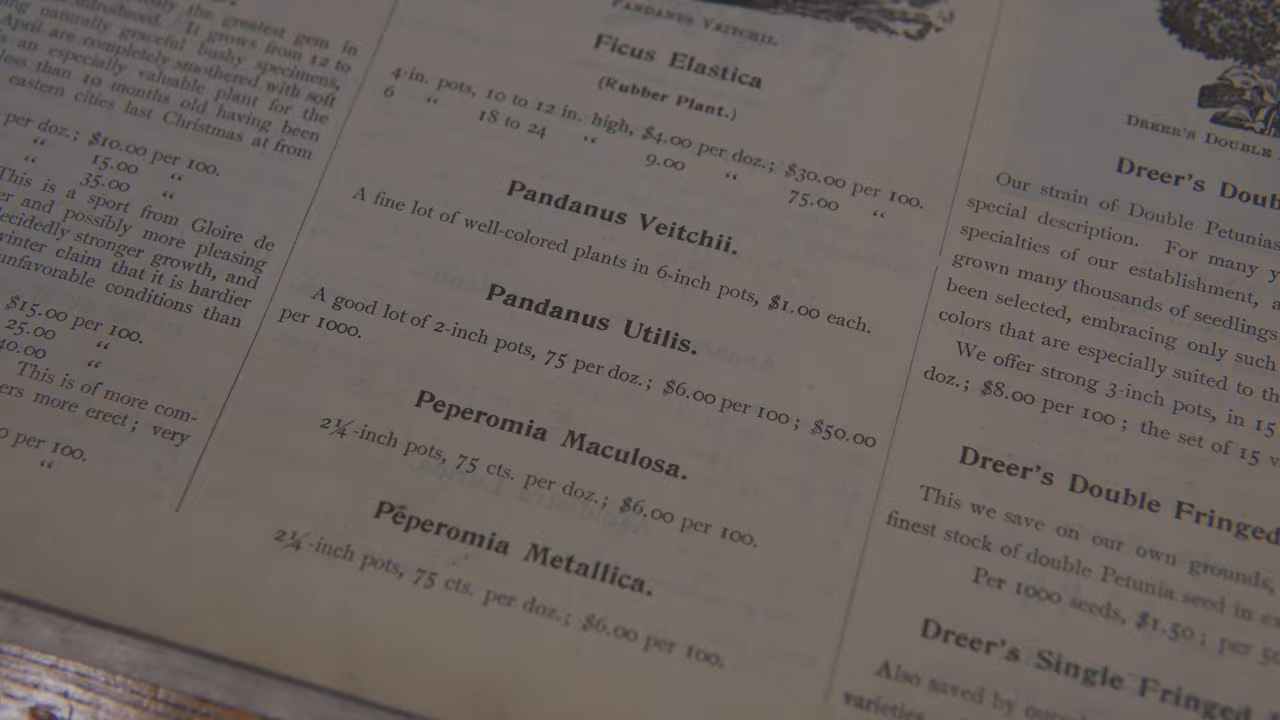 the greatest gem in
introduced. It grows from 12 to
naturally graceful bushy specimens,
April are completely smothered with soft
an especially valuable plant for the
less than 10 months old having been
eastern cities last Christmas at from
per doz.; $10.00 per 100.
“ 15.00 “
“ 35.00 “
This is a sport from Gloire de
and possibly more pleasing
decidedly stronger growth, and
winter claim that it is hardier
unfavorable conditions than
$15.00 per 100.
25.00 “
40.00 “
This is of more com-
more erect; very
per 100.
“
PANDANUS VEITCHII.
Ficus Elastica
(Rubber Plant.)
4-in. pots, 10 to 12 in. high, $4.00 per doz.; $30.00 per 100.
6 “ 18 to 24 “ 9.00 “ 75.00 “
Pandanus Veitchii.
A fine lot of well-colored plants in 6-inch pots, $1.00 each.
Pandanus Utilis.
A good lot of 2-inch pots, 75 per doz.; $6.00 per 100; $50.00
per 1000.
Peperomia Maculosa.
2¼-inch pots, 75 cts. per doz.; $6.00 per 100.
Peperomia Metallica.
2¼-inch pots, 75 cts. per doz.; $6.00 per 100.
DREER'S DOUBLE
Dreer's Doub
Our strain of Double Petunias
special description. For many y
specialties of our establishment, a
grown many thousands of seedlings
been selected, embracing only such
colors that are especially suited to th
We offer strong 3-inch pots, in 15
doz.; $8.00 per 100; the set of 15 v
Dreer's Double Fringed
This we save on our own grounds,
finest stock of double Petunia seed in ex
Per 1000 seeds, $1.50; per 50
Dreer's Single Fringed
Also saved by
varieties